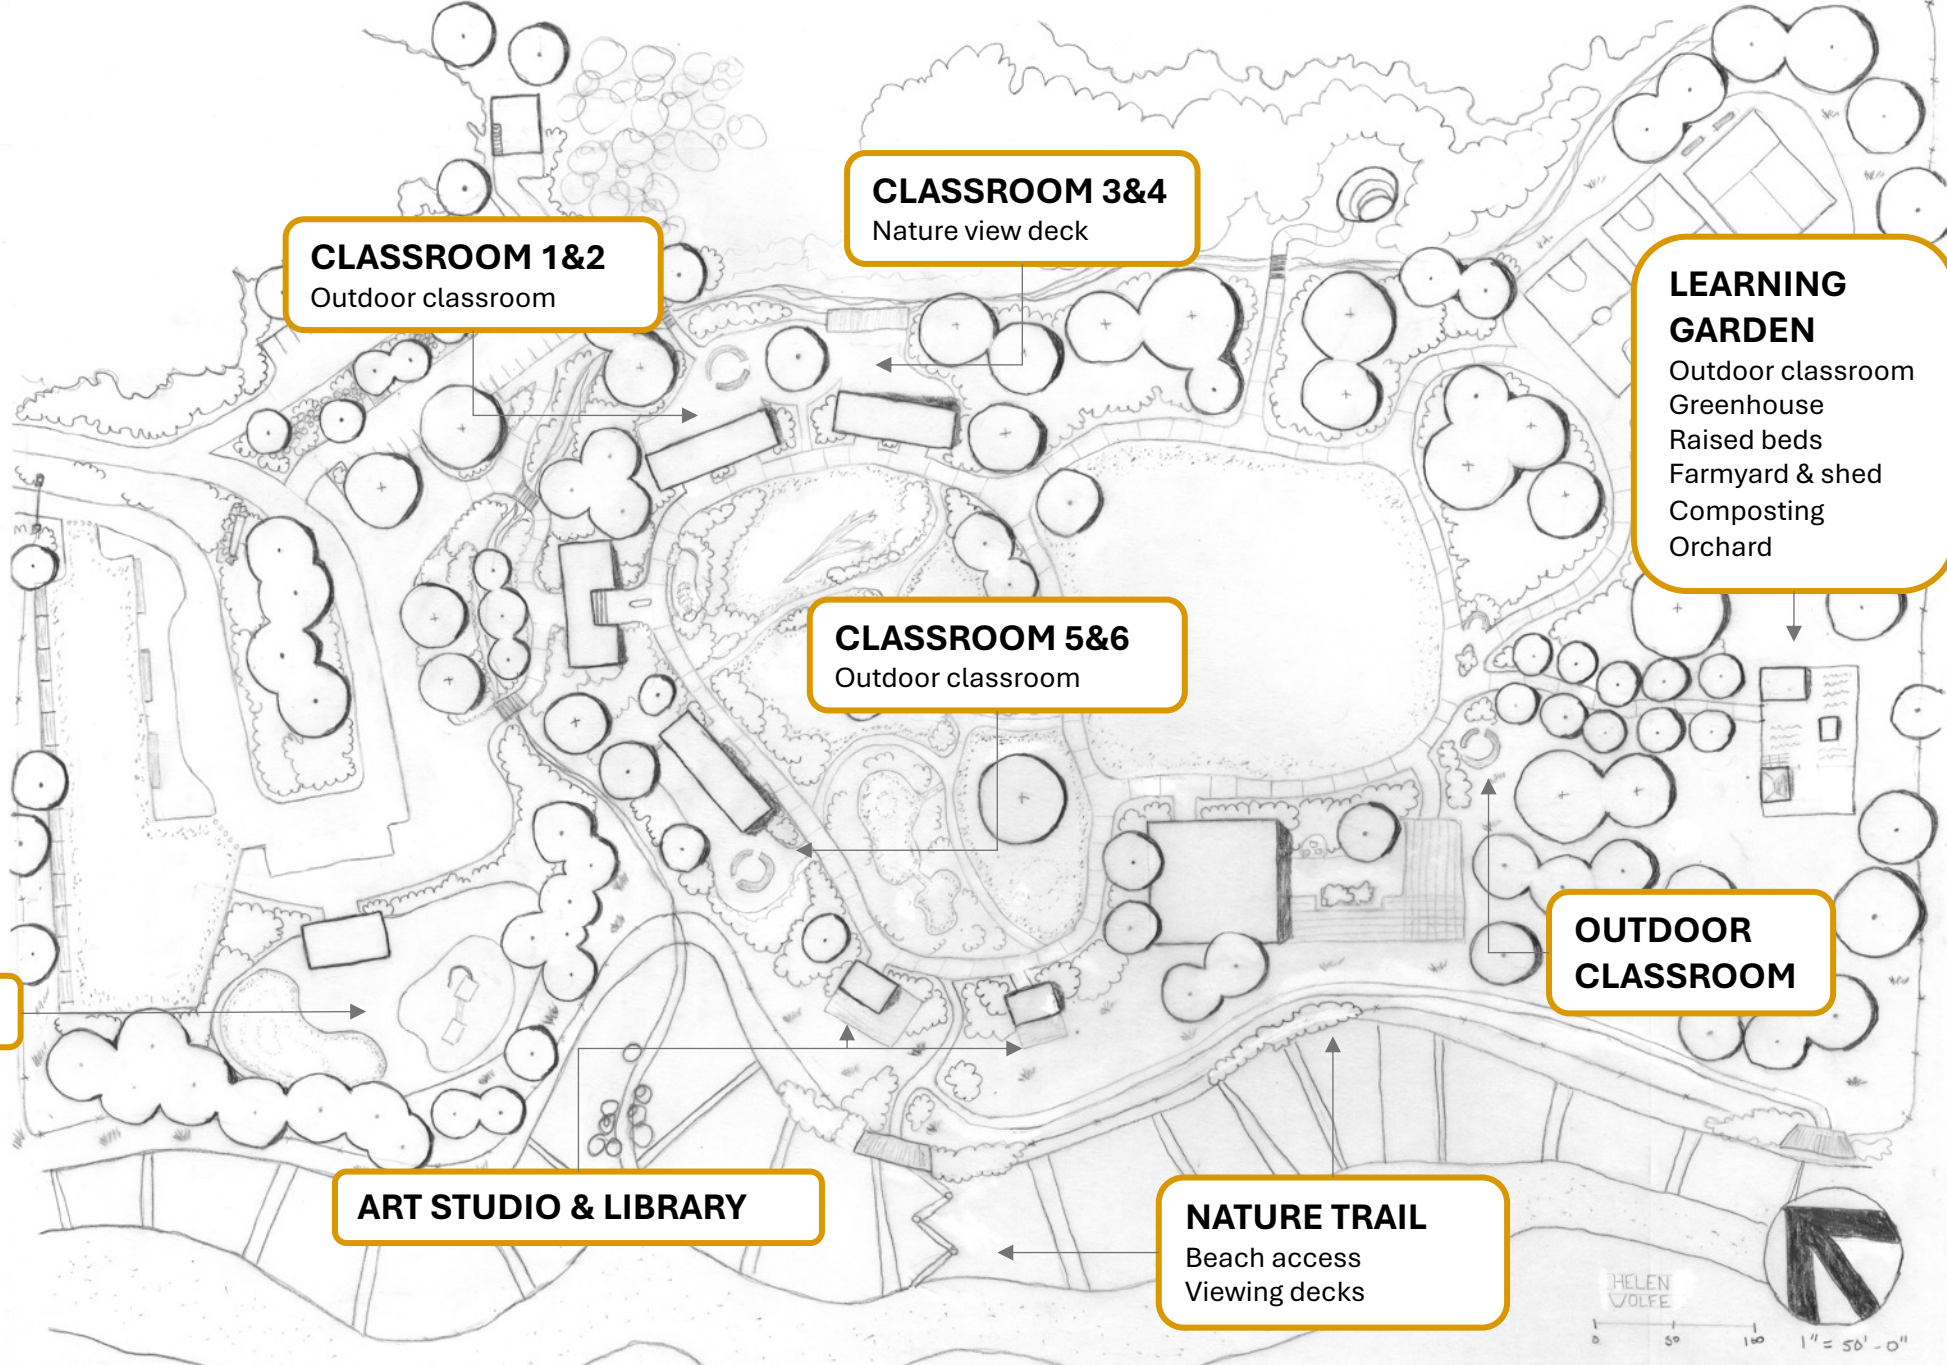 CLASSROOM 3&4
Nature view deck
CLASSROOM 1&2
Outdoor classroom
LEARNING
GARDEN
Outdoor classroom
Greenhouse
Raised beds
Farmyard & shed
Composting
Orchard
CLASSROOM 5&6
Outdoor classroom
OUTDOOR
CLASSROOM
ART STUDIO & LIBRARY
NATURE TRAIL
Beach access
Viewing decks
HELEN
WOLFE
0 50 100
1" = 50'-0"